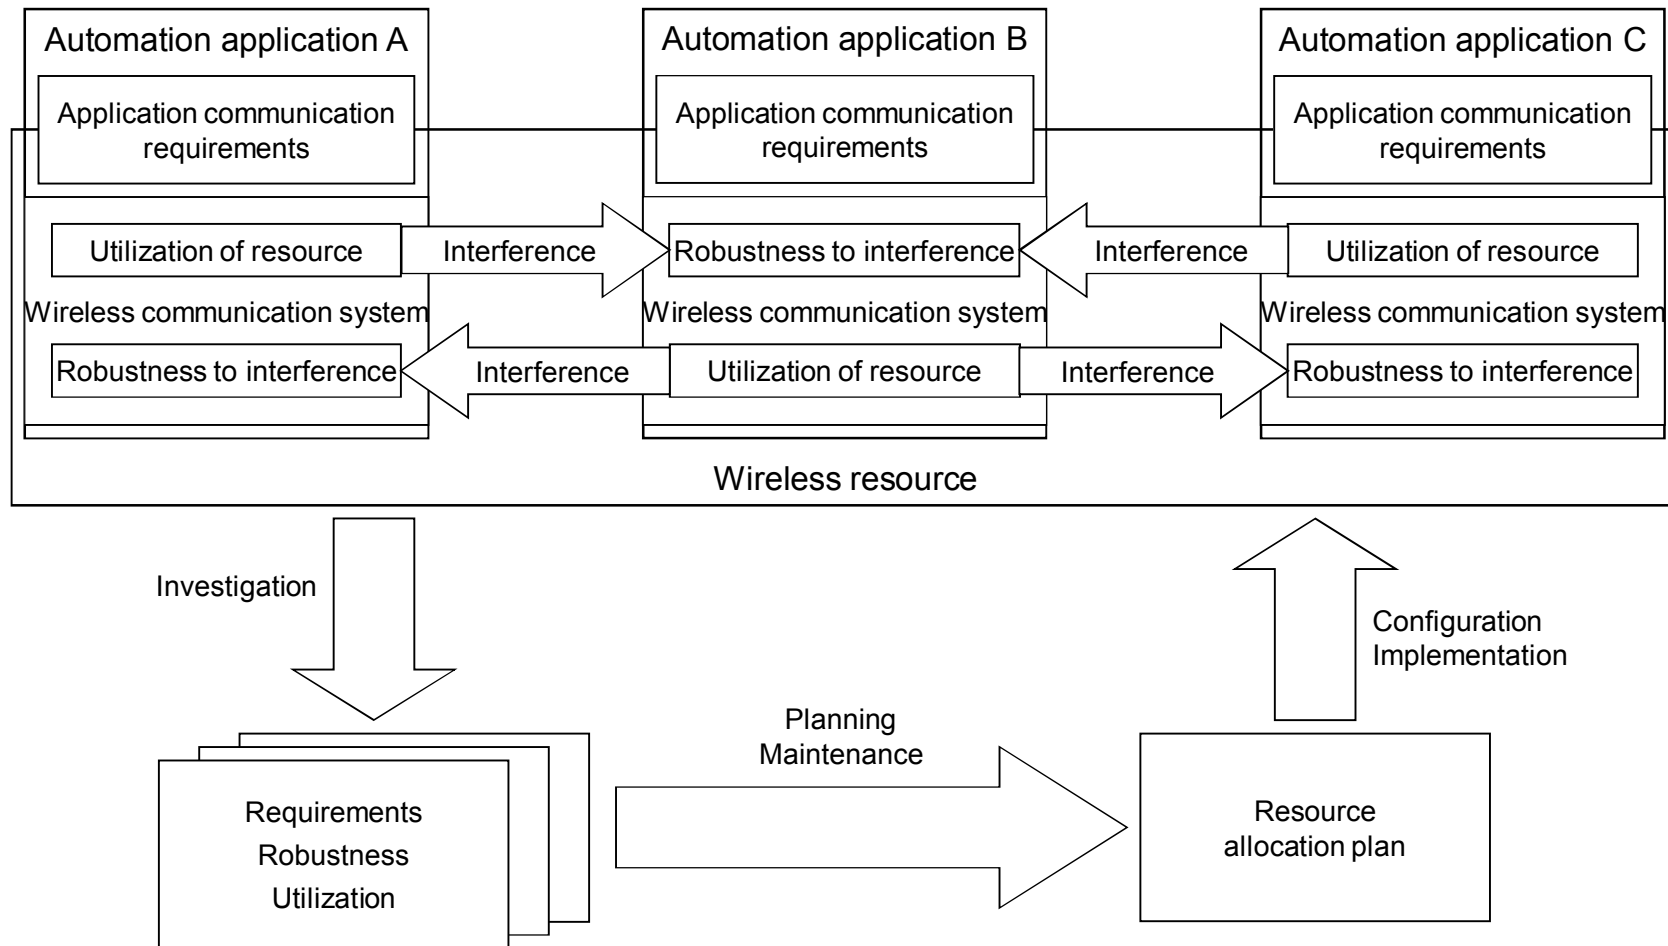 Automation application A
Automation application B
Automation application C
Application communication
requirements
Application communication
requirements
Application communication
requirements
Utilization of resource
Interference
Robustness to interference
Interference
Utilization of resource
Wireless communication system
Wireless communication system
Wireless communication system
Robustness to interference
Interference
Utilization of resource
Interference
Robustness to interference
Wireless resource
Investigation
Configuration
Implementation
Planning
Maintenance
Requirements
Robustness
Utilization
Resource
allocation plan